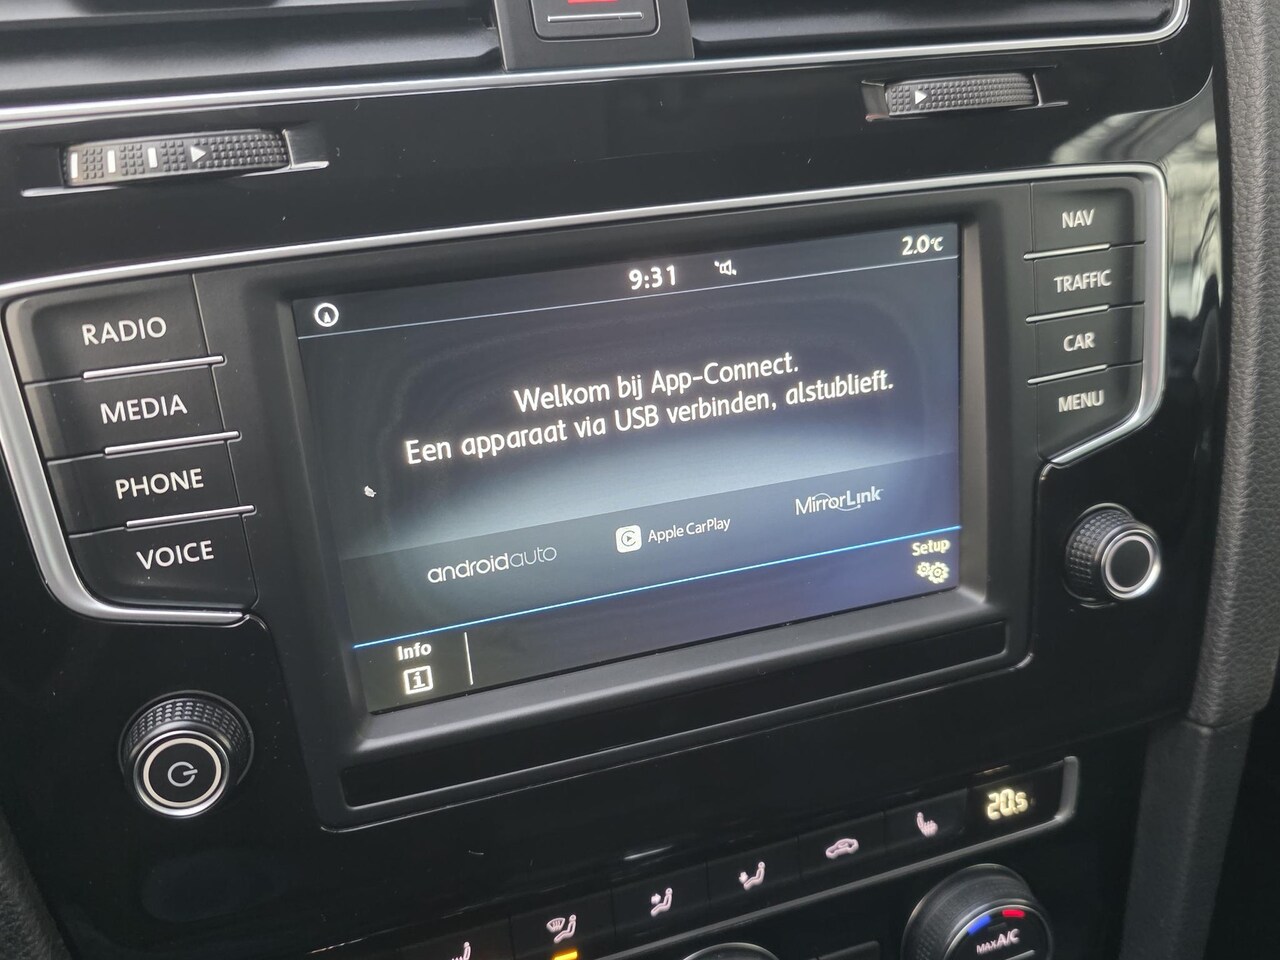 NAV
TRAFFIC
CAR
MENU
RADIO
MEDIA
PHONE
VOICE
9:31
2.0°C
Welkom bij App-Connect.
Een apparaat via USB verbinden, alstublieft.
androidauto
Apple CarPlay
MirrorLink
Setup
Info
i
20.5
MAX A/C